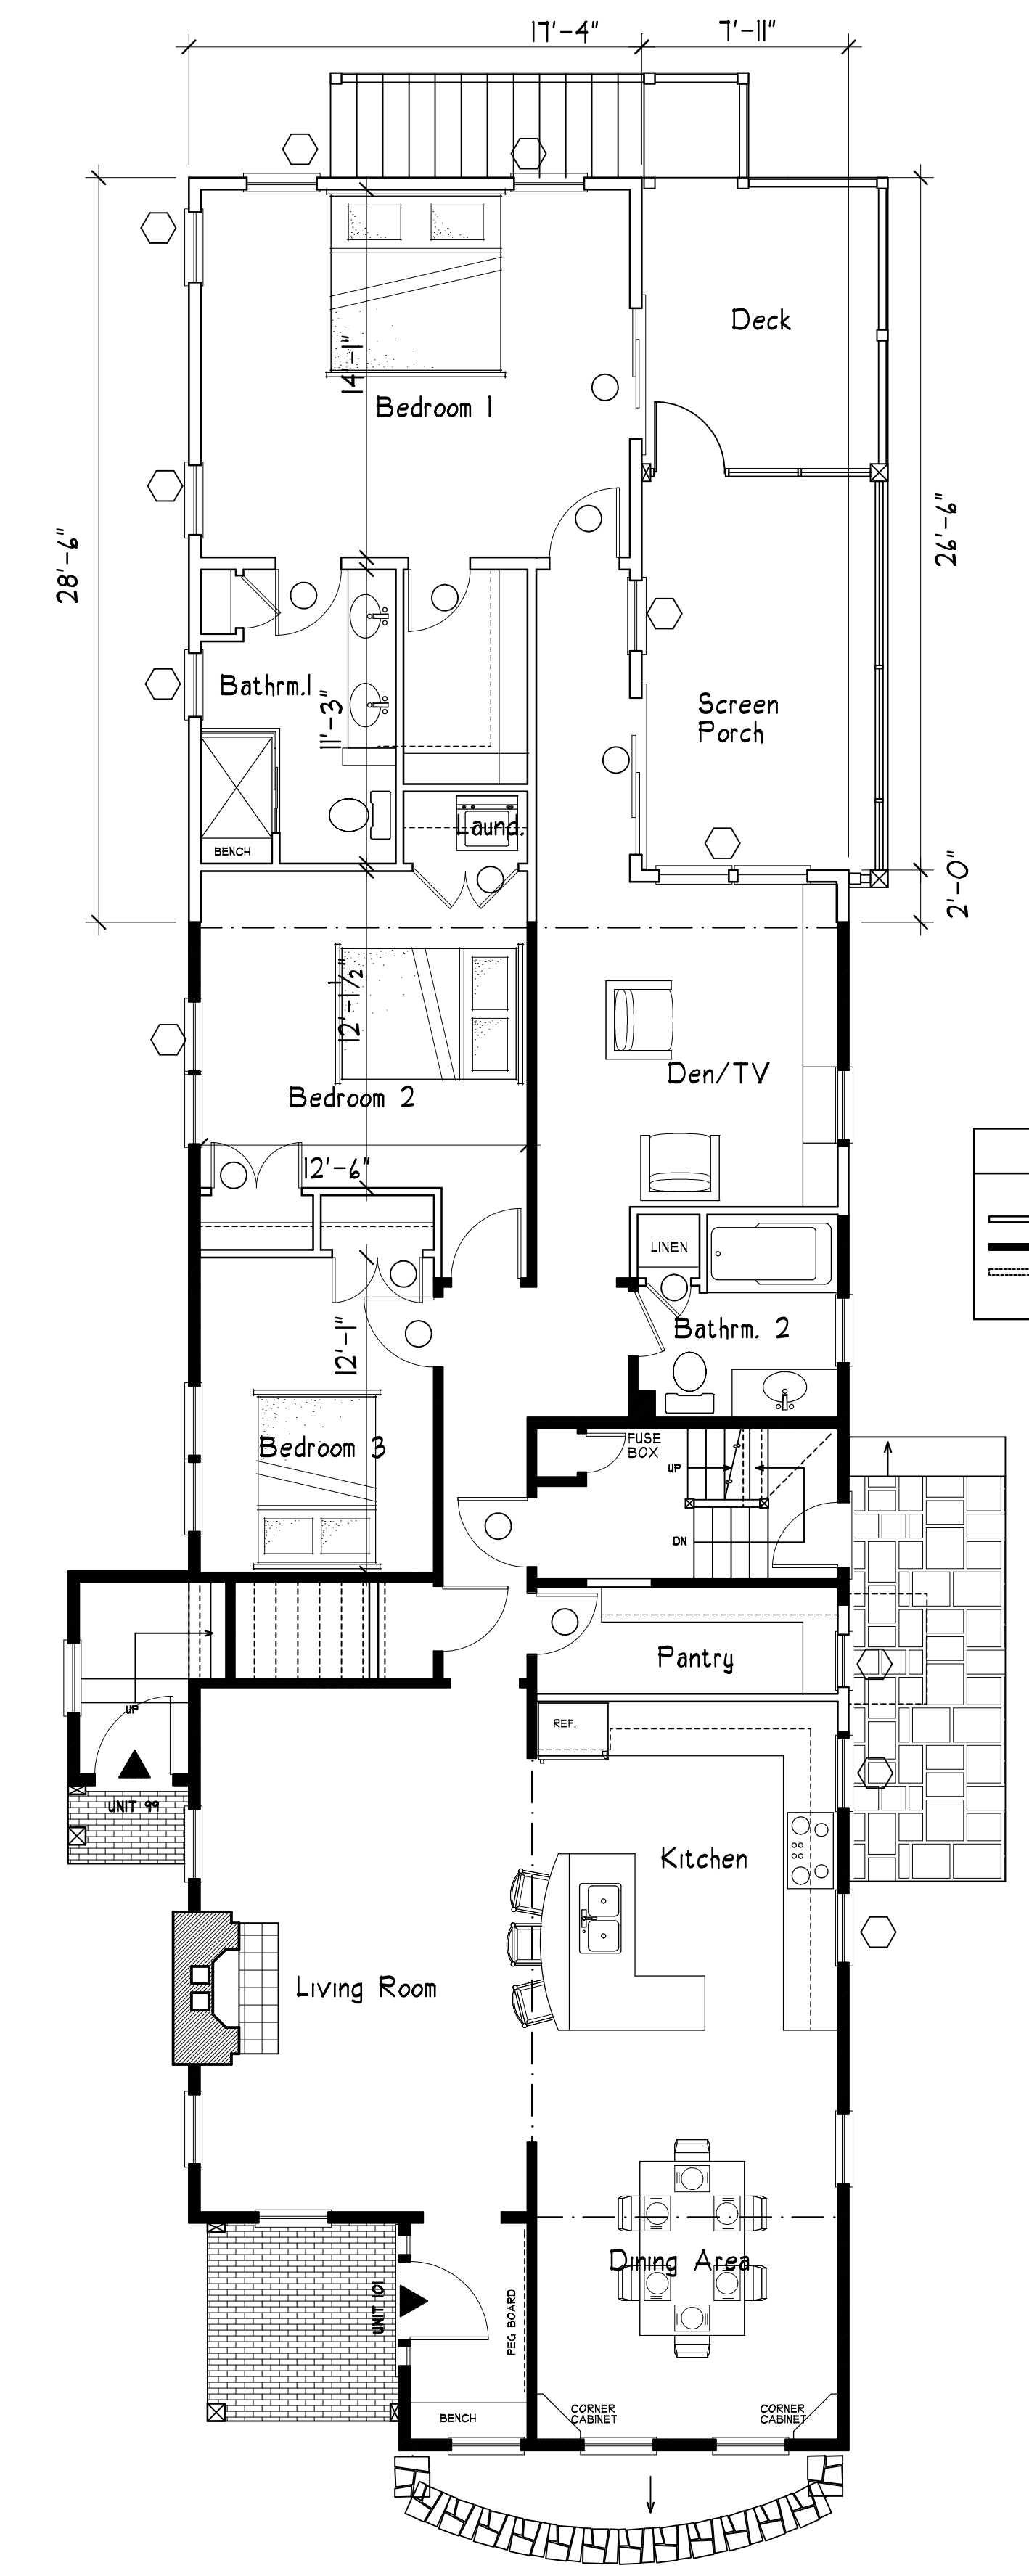 17'-4"
7'-11"
Deck
14'-1"
Bedroom 1
28'-6"
26'-6"
Bathrm.1
11'-3"
Screen
Porch
Laund.
BENCH
2'-0"
12'-1½"
Den/TV
Bedroom 2
12'-6"
LINEN
Bathrm. 2
12'-1"
Bedroom 3
FUSE
BOX
UP
DN
Pantry
UP
REF.
UNIT 99
Kitchen
Living Room
Dining Area
UNIT 101
PEG BOARD
BENCH
CORNER
CABINET
CORNER
CABINET